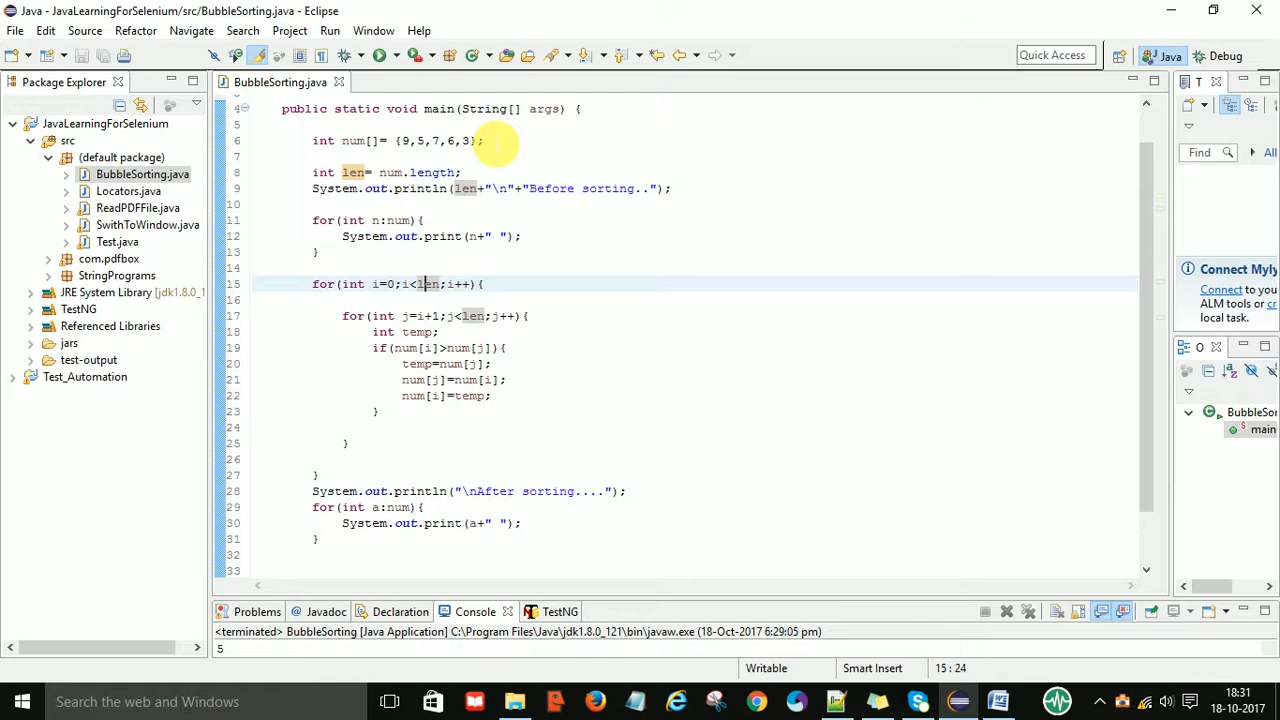 Java - JavaLearningForSelenium/src/BubbleSorting.java - Eclipse
File Edit Source Refactor Navigate Search Project Run Window Help
Quick Access
Java
Debug
Package Explorer
JavaLearningForSelenium
src
(default package)
BubbleSorting.java
Locators.java
ReadPDFFile.java
SwithToWindow.java
Test.java
com.pdfbox
StringPrograms
JRE System Library [jdk1.8.0_1
TestNG
Referenced Libraries
jars
test-output
Test_Automation
BubbleSorting.java
4 public static void main(String[] args) {
5
6 int num[]= {9,5,7,6,3};
7
8 int len= num.length;
9 System.out.println(len+"\n"+"Before sorting..");
10
11 for(int n:num){
12 System.out.print(n+" ");
13 }
14
15 for(int i=0;i<len;i++){
16
17 for(int j=i+1;j<len;j++){
18 int temp;
19 if(num[i]>num[j]){
20 temp=num[j];
21 num[j]=num[i];
22 num[i]=temp;
23 }
24
25 }
26
27 }
28 System.out.println("\nAfter sorting....");
29 for(int a:num){
30 System.out.print(a+" ");
31 }
32
33
T
Find
All
Connect Myly
Connect to your
ALM tools or cr
local task.
O
BubbleSor
main
Problems Javadoc Declaration Console TestNG
<terminated> BubbleSorting [Java Application] C:\Program Files\Java\jdk1.8.0_121\bin\javaw.exe (18-Oct-2017 6:29:05 pm)
5
Writable Smart Insert 15 : 24
Search the web and Windows
18:31
18-10-2017